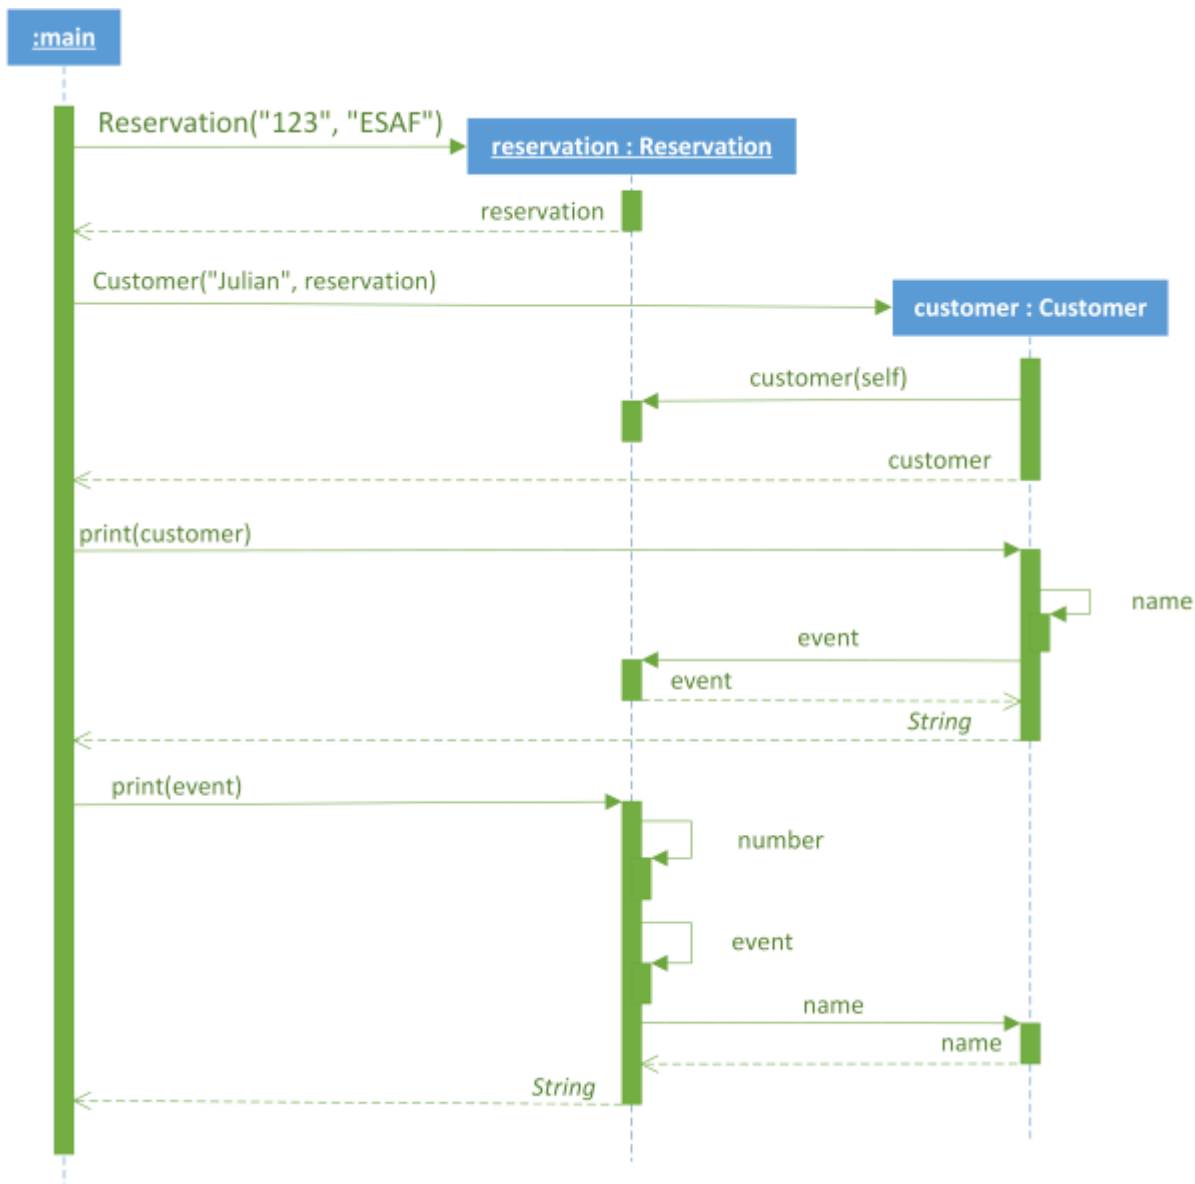 :main
Reservation("123", "ESAF")
reservation : Reservation
reservation
Customer("Julian", reservation)
customer : Customer
customer(self)
customer
print(customer)
name
event
event
String
print(event)
number
event
name
name
String